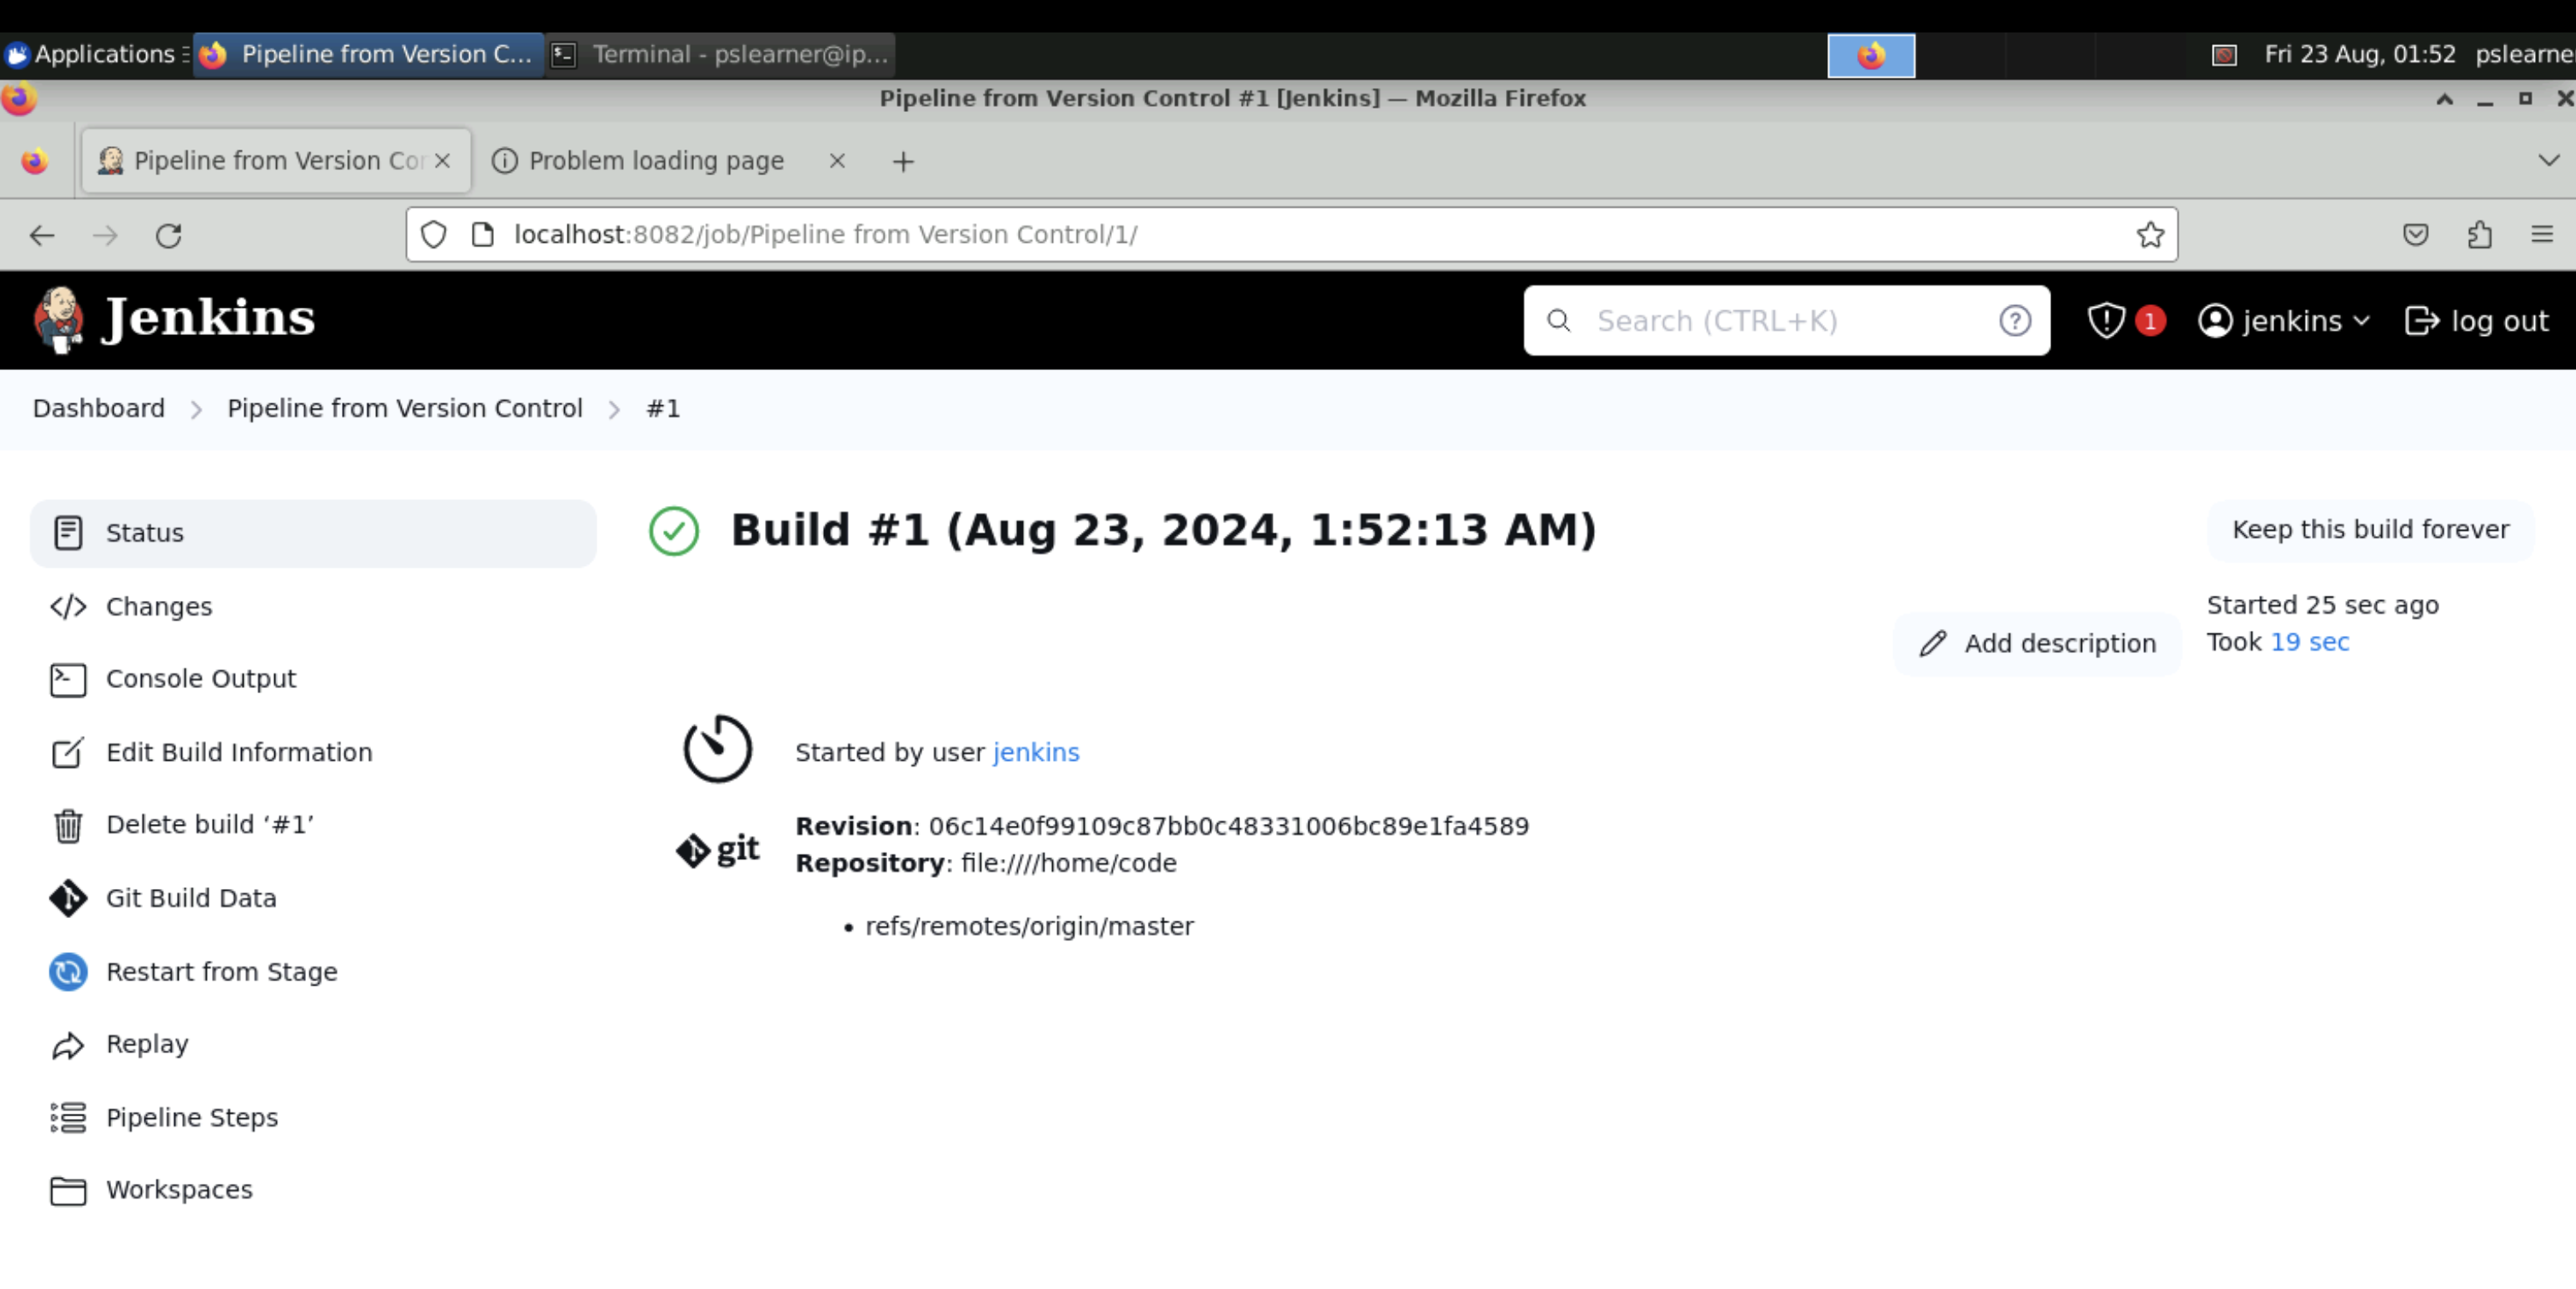 Applications Pipeline from Version C... Terminal - pslearner@ip... Fri 23 Aug, 01:52 pslearne
Pipeline from Version Control #1 [Jenkins] — Mozilla Firefox
Pipeline from Version Cor Problem loading page
localhost:8082/job/Pipeline from Version Control/1/
Jenkins Search (CTRL+K) 1 jenkins log out
Dashboard Pipeline from Version Control #1
Status
Changes
Console Output
Edit Build Information
Delete build ‘#1’
Git Build Data
Restart from Stage
Replay
Pipeline Steps
Workspaces
Build #1 (Aug 23, 2024, 1:52:13 AM)
Keep this build forever
Started 25 sec ago
Took 19 sec
Add description
Started by user jenkins
git
Revision: 06c14e0f99109c87bb0c48331006bc89e1fa4589
Repository: file:////home/code
• refs/remotes/origin/master